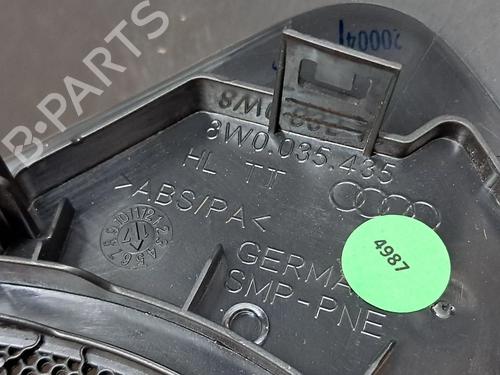 20004
8W0.035.435
HL TT
>ABS/PA<
GERMA
SMP-PNE
4987
B-PARTS